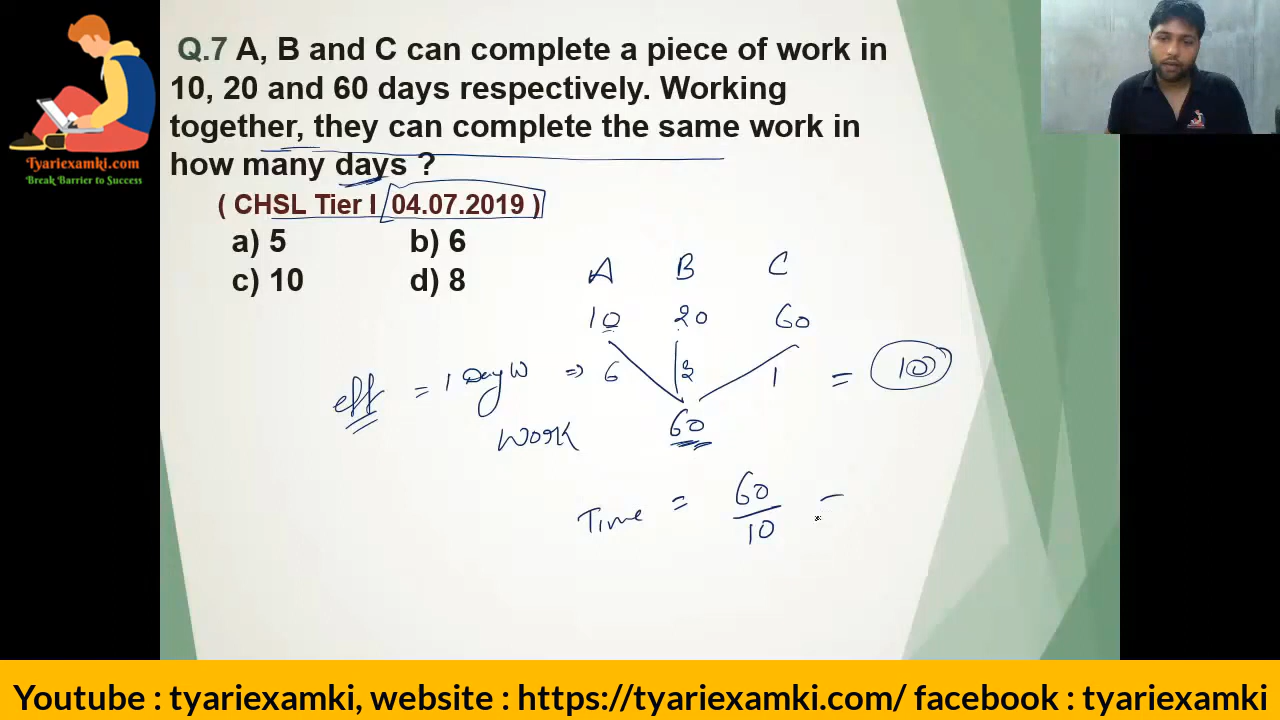 Q.7 A, B and C can complete a piece of work in
10, 20 and 60 days respectively. Working
together, they can complete the same work in
how many days ?
( CHSL Tier I 04.07.2019 )
a) 5 b) 6
c) 10 d) 8
Tyariexamki.com
Break Barrier to Success
A B C
10 20 60
eff = 1 Day W ⇒ 6 3 1 = 10
Work 60
Time = 60/10 =
Youtube : tyariexamki, website : https://tyariexamki.com/ facebook : tyariexamki